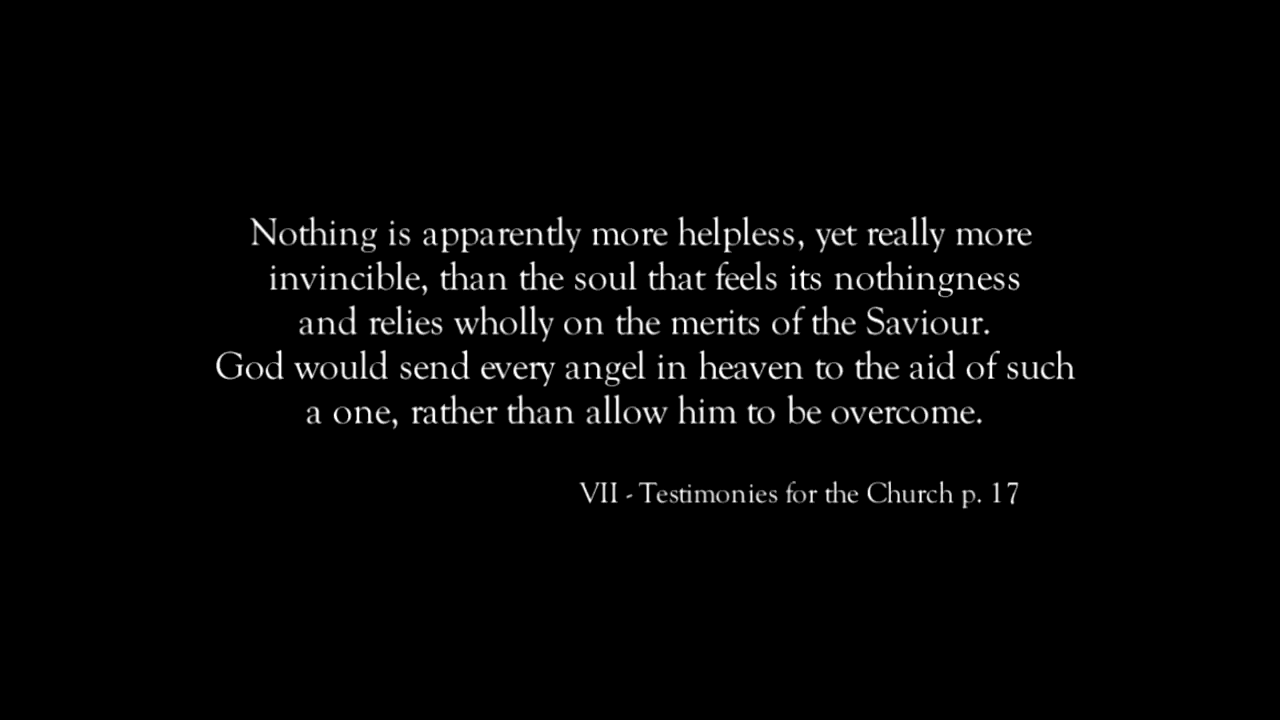 Nothing is apparently more helpless, yet really more
invincible, than the soul that feels its nothingness
and relies wholly on the merits of the Saviour.
God would send every angel in heaven to the aid of such
a one, rather than allow him to be overcome.
VII - Testimonies for the Church p. 17